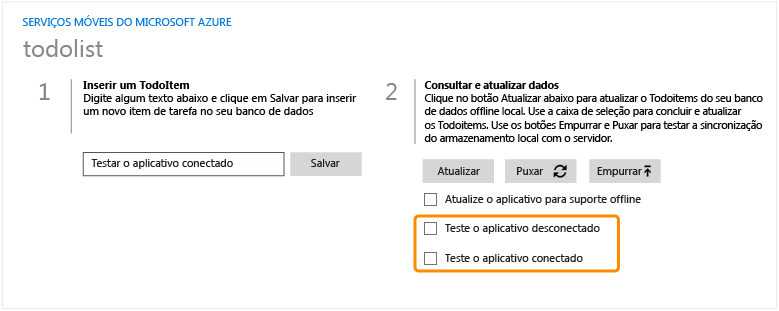 SERVIÇOS MÓVEIS DO MICROSOFT AZURE
todolist
1
Inserir um TodoItem
Digite algum texto abaixo e clique em Salvar para inserir
um novo item de tarefa no seu banco de dados
Testar o aplicativo conectado
Salvar
2
Consultar e atualizar dados
Clique no botão Atualizar abaixo para atualizar o Todoitems do seu banco
de dados offline local. Use a caixa de seleção para concluir e atualizar
os Todoitems. Use os botões Empurrar e Puxar para testar a sincronização
do armazenamento local com o servidor.
Atualizar
Puxar
Empurrar
Atualize o aplicativo para suporte offline
Teste o aplicativo desconectado
Teste o aplicativo conectado